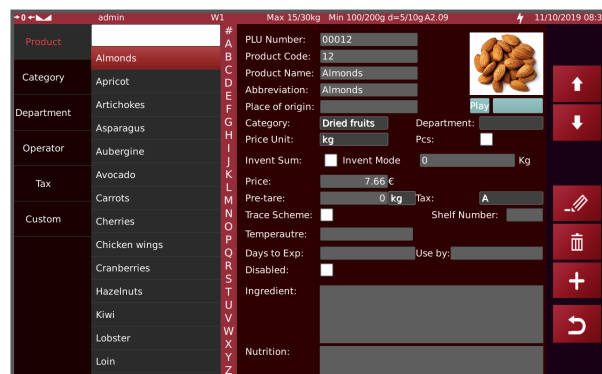 →0← admin W1 Max 15/30kg Min 100/200g d=5/10g A2.09 11/10/2019 08:3
Product
Category
Department
Operator
Tax
Custom
Almonds
Apricot
Artichokes
Asparagus
Aubergine
Avocado
Carrots
Cherries
Chicken wings
Cranberries
Hazelnuts
Kiwi
Lobster
Loin
#
A
B
C
D
E
F
G
H
I
J
K
L
M
N
O
P
Q
R
S
T
U
V
W
X
Y
Z
PLU Number: 00012
Product Code: 12
Product Name: Almonds
Abbreviation: Almonds
Place of origin: Play
Category: Dried fruits Department:
Price Unit: kg Pcs:
Invent Sum: Invent Mode 0 Kg
Price: 7.66 €
Pre-tare: 0 kg Tax: A
Trace Scheme: Shelf Number:
Temperautre:
Days to Exp: Use by:
Disabled:
Ingredient:
Nutrition: